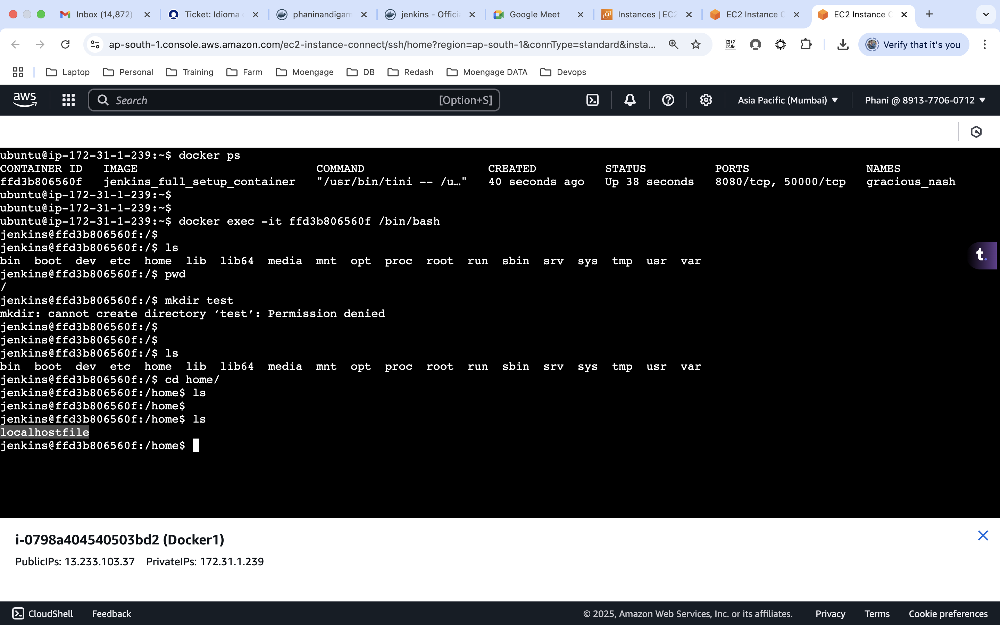 Inbox (14,872)
Ticket: Idioma
phaninandigam
jenkins - Officia
Google Meet
Instances | EC2
EC2 Instance C
EC2 Instance C
ap-south-1.console.aws.amazon.com/ec2-instance-connect/ssh/home?region=ap-south-1&connType=standard&insta...
Verify that it's you
Laptop
Personal
Training
Farm
Moengage
DB
Redash
Moengage DATA
Devops
aws
Search
[Option+S]
Asia Pacific (Mumbai)
Phani @ 8913-7706-0712
ubuntu@ip-172-31-1-239:~$ docker ps
CONTAINER ID   IMAGE                          COMMAND                  CREATED          STATUS          PORTS                 NAMES
ffd3b806560f   jenkins_full_setup_container   "/usr/bin/tini -- /u…"   40 seconds ago   Up 38 seconds   8080/tcp, 50000/tcp   gracious_nash
ubuntu@ip-172-31-1-239:~$
ubuntu@ip-172-31-1-239:~$
ubuntu@ip-172-31-1-239:~$ docker exec -it ffd3b806560f /bin/bash
jenkins@ffd3b806560f:/$
jenkins@ffd3b806560f:/$ ls
bin  boot  dev  etc  home  lib  lib64  media  mnt  opt  proc  root  run  sbin  srv  sys  tmp  usr  var
jenkins@ffd3b806560f:/$ pwd
/
jenkins@ffd3b806560f:/$ mkdir test
mkdir: cannot create directory ‘test’: Permission denied
jenkins@ffd3b806560f:/$
jenkins@ffd3b806560f:/$
jenkins@ffd3b806560f:/$ ls
bin  boot  dev  etc  home  lib  lib64  media  mnt  opt  proc  root  run  sbin  srv  sys  tmp  usr  var
jenkins@ffd3b806560f:/$ cd home/
jenkins@ffd3b806560f:/home$ ls
jenkins@ffd3b806560f:/home$
jenkins@ffd3b806560f:/home$ ls
localhostfile
jenkins@ffd3b806560f:/home$
t.
i-0798a404540503bd2 (Docker1)
PublicIPs: 13.233.103.37    PrivateIPs: 172.31.1.239
CloudShell
Feedback
© 2025, Amazon Web Services, Inc. or its affiliates.
Privacy
Terms
Cookie preferences